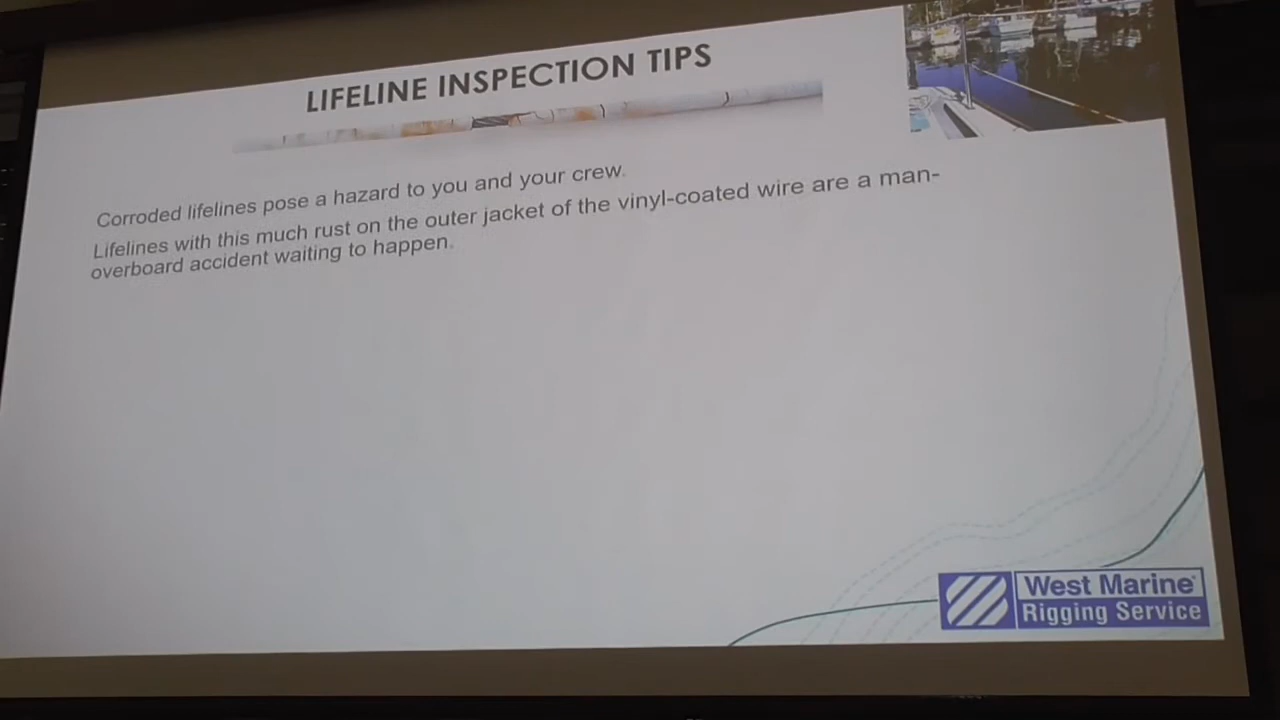 LIFELINE INSPECTION TIPS
Corroded lifelines pose a hazard to you and your crew.
Lifelines with this much rust on the outer jacket of the vinyl-coated wire are a man-
overboard accident waiting to happen.
West Marine
Rigging Service